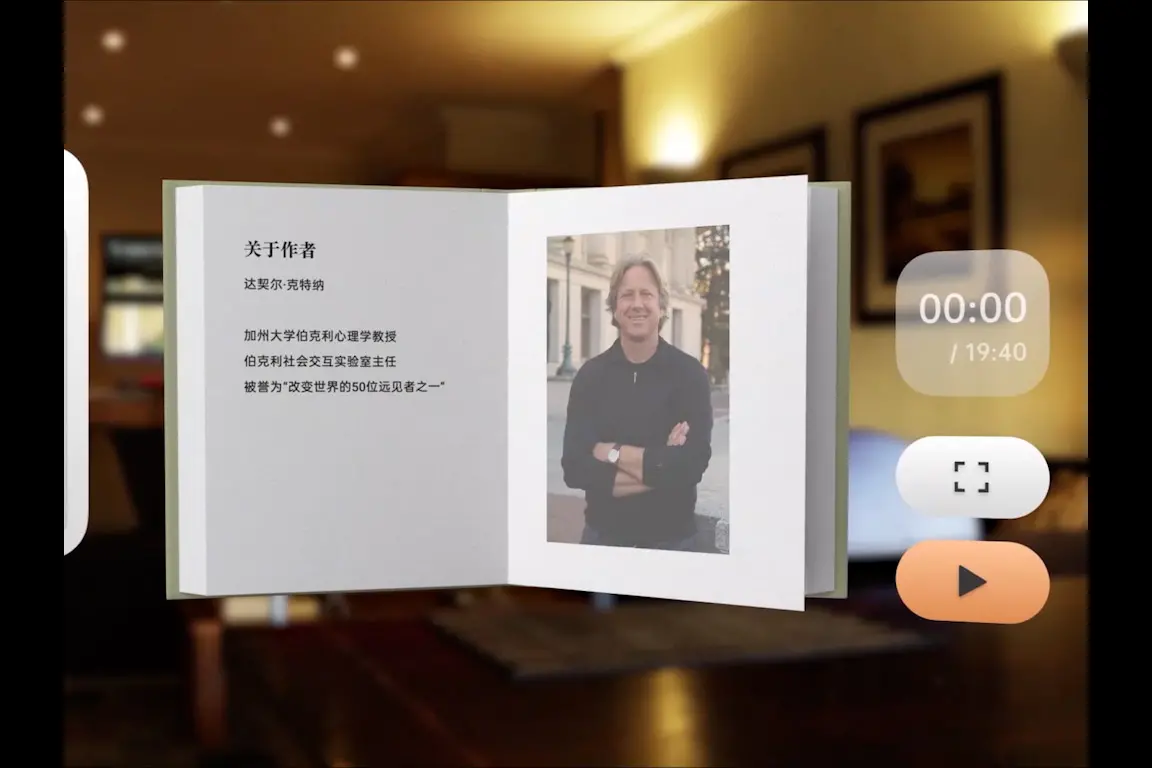 关于作者
达契尔·克特纳
加州大学伯克利心理学教授
伯克利社会交互实验室主任
被誉为“改变世界的50位远见者之一“
00:00
/ 19:40